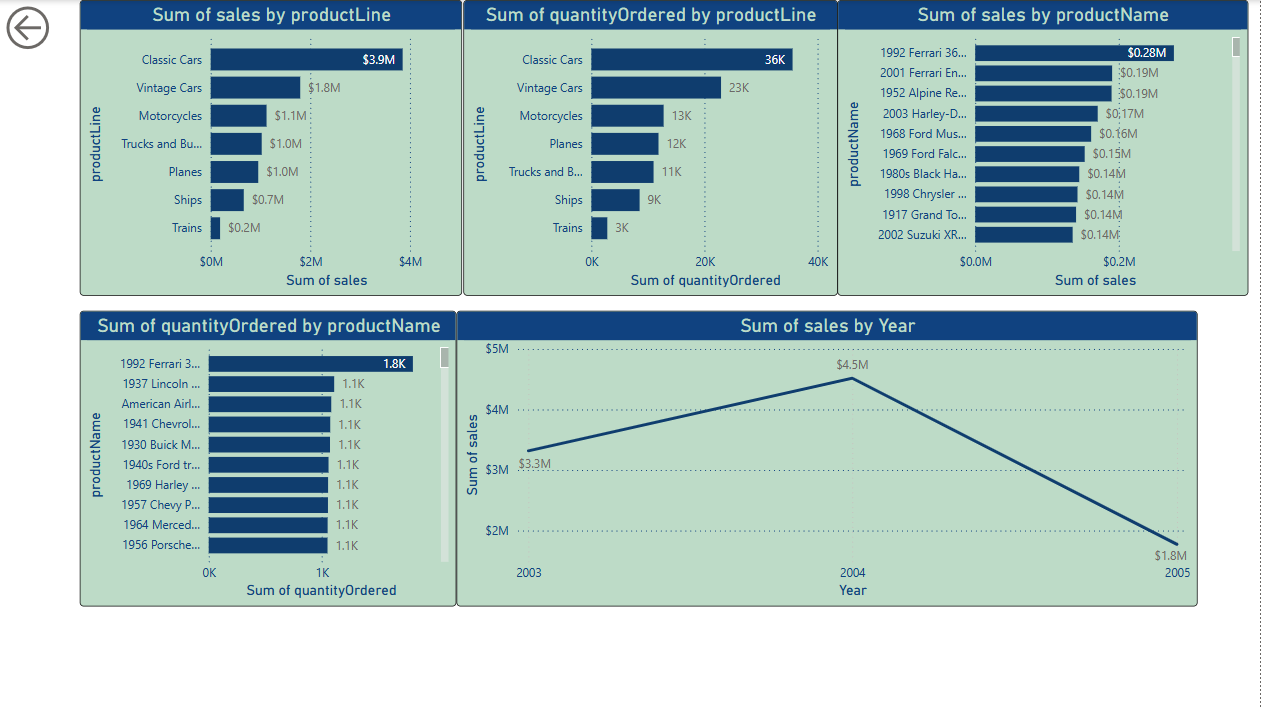 Sum of sales by productLine
productLine
Classic Cars $3.9M
Vintage Cars $1.8M
Motorcycles $1.1M
Trucks and Bu... $1.0M
Planes $1.0M
Ships $0.7M
Trains $0.2M
$0M $2M $4M
Sum of sales
Sum of quantityOrdered by productLine
productLine
Classic Cars 36K
Vintage Cars 23K
Motorcycles 13K
Planes 12K
Trucks and B... 11K
Ships 9K
Trains 3K
0K 20K 40K
Sum of quantityOrdered
Sum of sales by productName
productName
1992 Ferrari 36... $0.28M
2001 Ferrari En... $0.19M
1952 Alpine Re... $0.19M
2003 Harley-D... $0.17M
1968 Ford Mus... $0.16M
1969 Ford Falc... $0.15M
1980s Black Ha... $0.14M
1998 Chrysler ... $0.14M
1917 Grand To... $0.14M
2002 Suzuki XR... $0.14M
$0.0M $0.2M
Sum of sales
Sum of quantityOrdered by productName
productName
1992 Ferrari 3... 1.8K
1937 Lincoln ... 1.1K
American Airl... 1.1K
1941 Chevrol... 1.1K
1930 Buick M... 1.1K
1940s Ford tr... 1.1K
1969 Harley ... 1.1K
1957 Chevy P... 1.1K
1964 Merced... 1.1K
1956 Porsche... 1.1K
0K 1K
Sum of quantityOrdered
Sum of sales by Year
Sum of sales
$5M
$4M
$3M
$2M
$3.3M
$4.5M
$1.8M
2003 2004 2005
Year